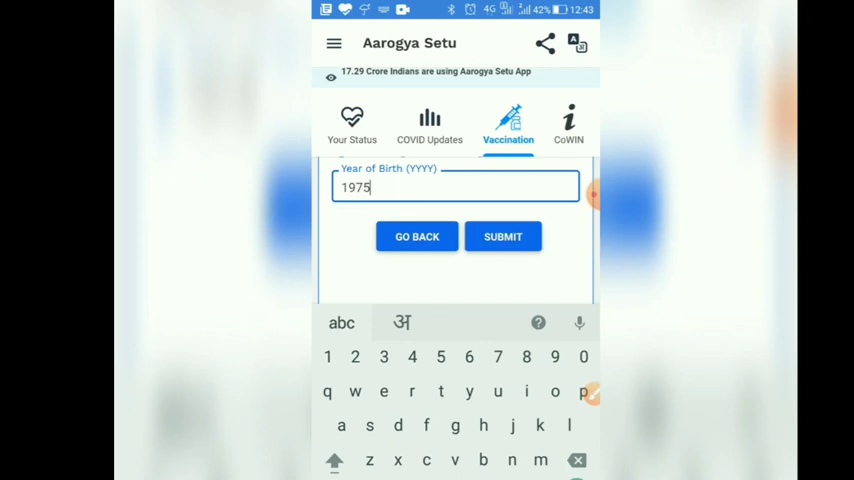 4G 42% 12:43
Aarogya Setu
17.29 Crore Indians are using Aarogya Setu App
Your Status COVID Updates Vaccination CoWIN
Year of Birth (YYYY)
1975
GO BACK SUBMIT
abc अ
1 2 3 4 5 6 7 8 9 0
q w e r t y u i o p
a s d f g h j k l
z x c v b n m